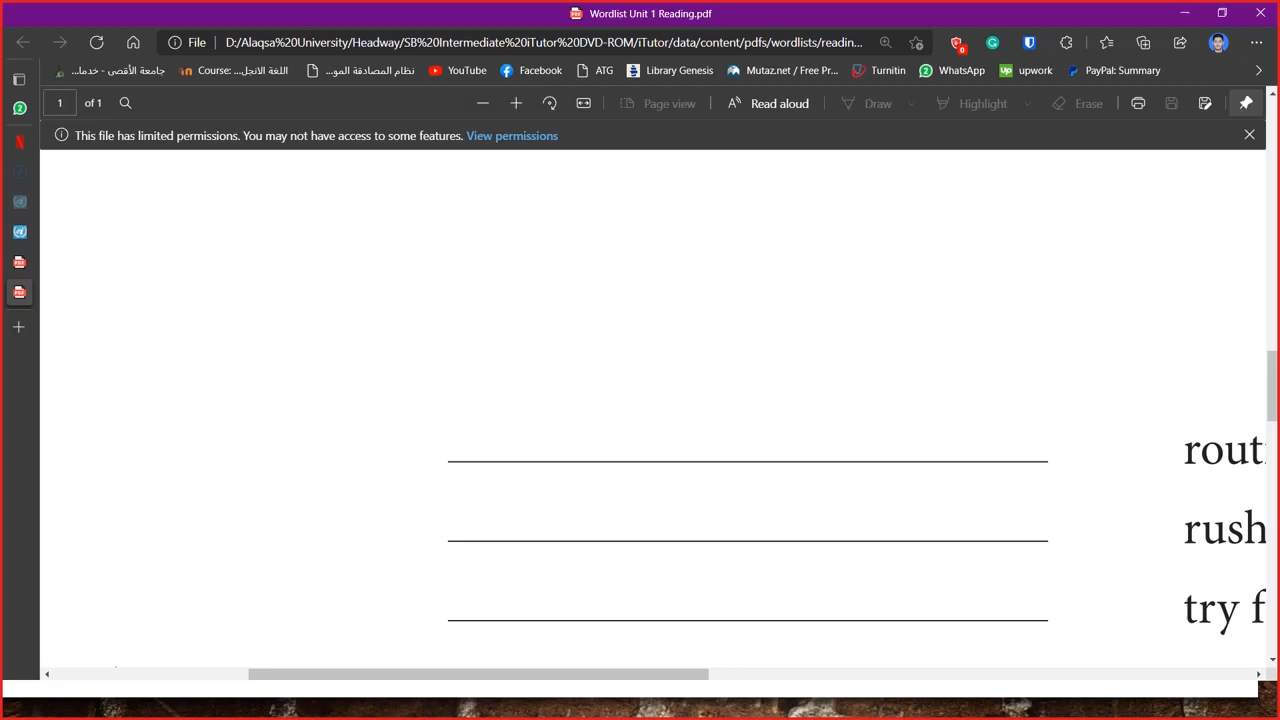 Wordlist Unit 1 Reading.pdf
File D:/Alaqsa%20University/Headway/SB%20Intermediate%20iTutor%20DVD-ROM/iTutor/data/content/pdfs/wordlists/readin...
جامعة الأقصى - خدما...
Course: اللغة الانجل...
نظام المصادقة المو...
YouTube
Facebook
ATG
Library Genesis
Mutaz.net / Free Pr...
Turnitin
WhatsApp
upwork
PayPal: Summary
1 of 1
Page view
Read aloud
Draw
Highlight
Erase
This file has limited permissions. You may not have access to some features. View permissions
rout
rush
try f